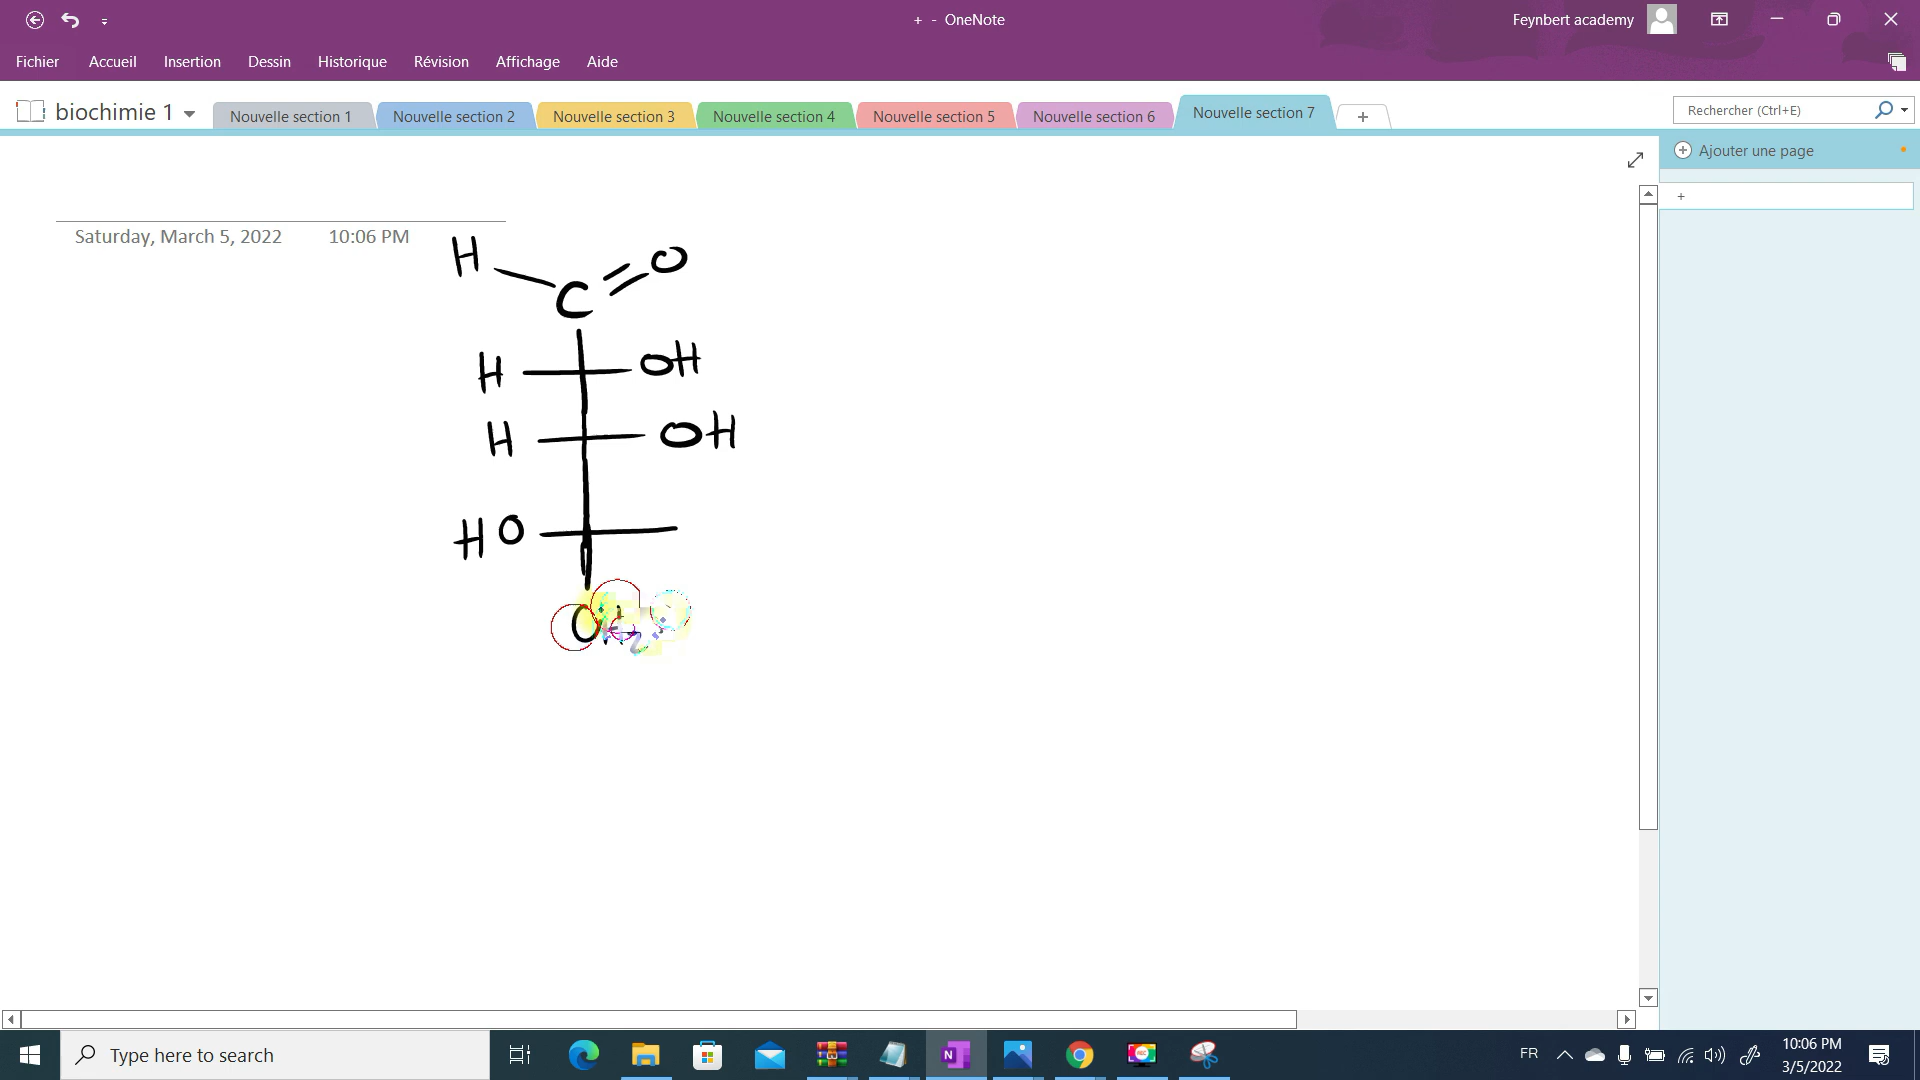 + - OneNote
Feynbert academy
Fichier Accueil Insertion Dessin Historique Révision Affichage Aide
biochimie 1 Nouvelle section 1 Nouvelle section 2 Nouvelle section 3 Nouvelle section 4 Nouvelle section 5 Nouvelle section 6 Nouvelle section 7 +
Rechercher (Ctrl+E)
Ajouter une page
+
Saturday, March 5, 2022 10:06 PM
H O
C
H OH
H OH
HO
Type here to search
FR
10:06 PM
3/5/2022